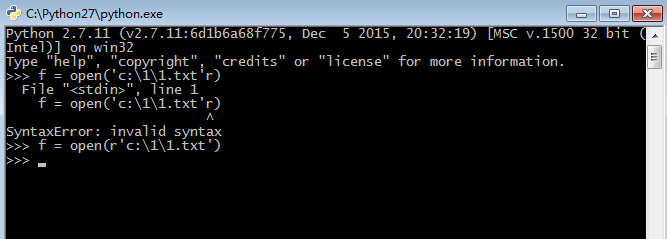 C:\Python27\python.exe
Python 2.7.11 (v2.7.11:6d1b6a68f775, Dec  5 2015, 20:32:19) [MSC v.1500 32 bit (
Intel)] on win32
Type "help", "copyright", "credits" or "license" for more information.
>>> f = open('c:\1\1.txt'r)
  File "<stdin>", line 1
    f = open('c:\1\1.txt'r)
                         ^
SyntaxError: invalid syntax
>>> f = open(r'c:\1\1.txt')
>>>